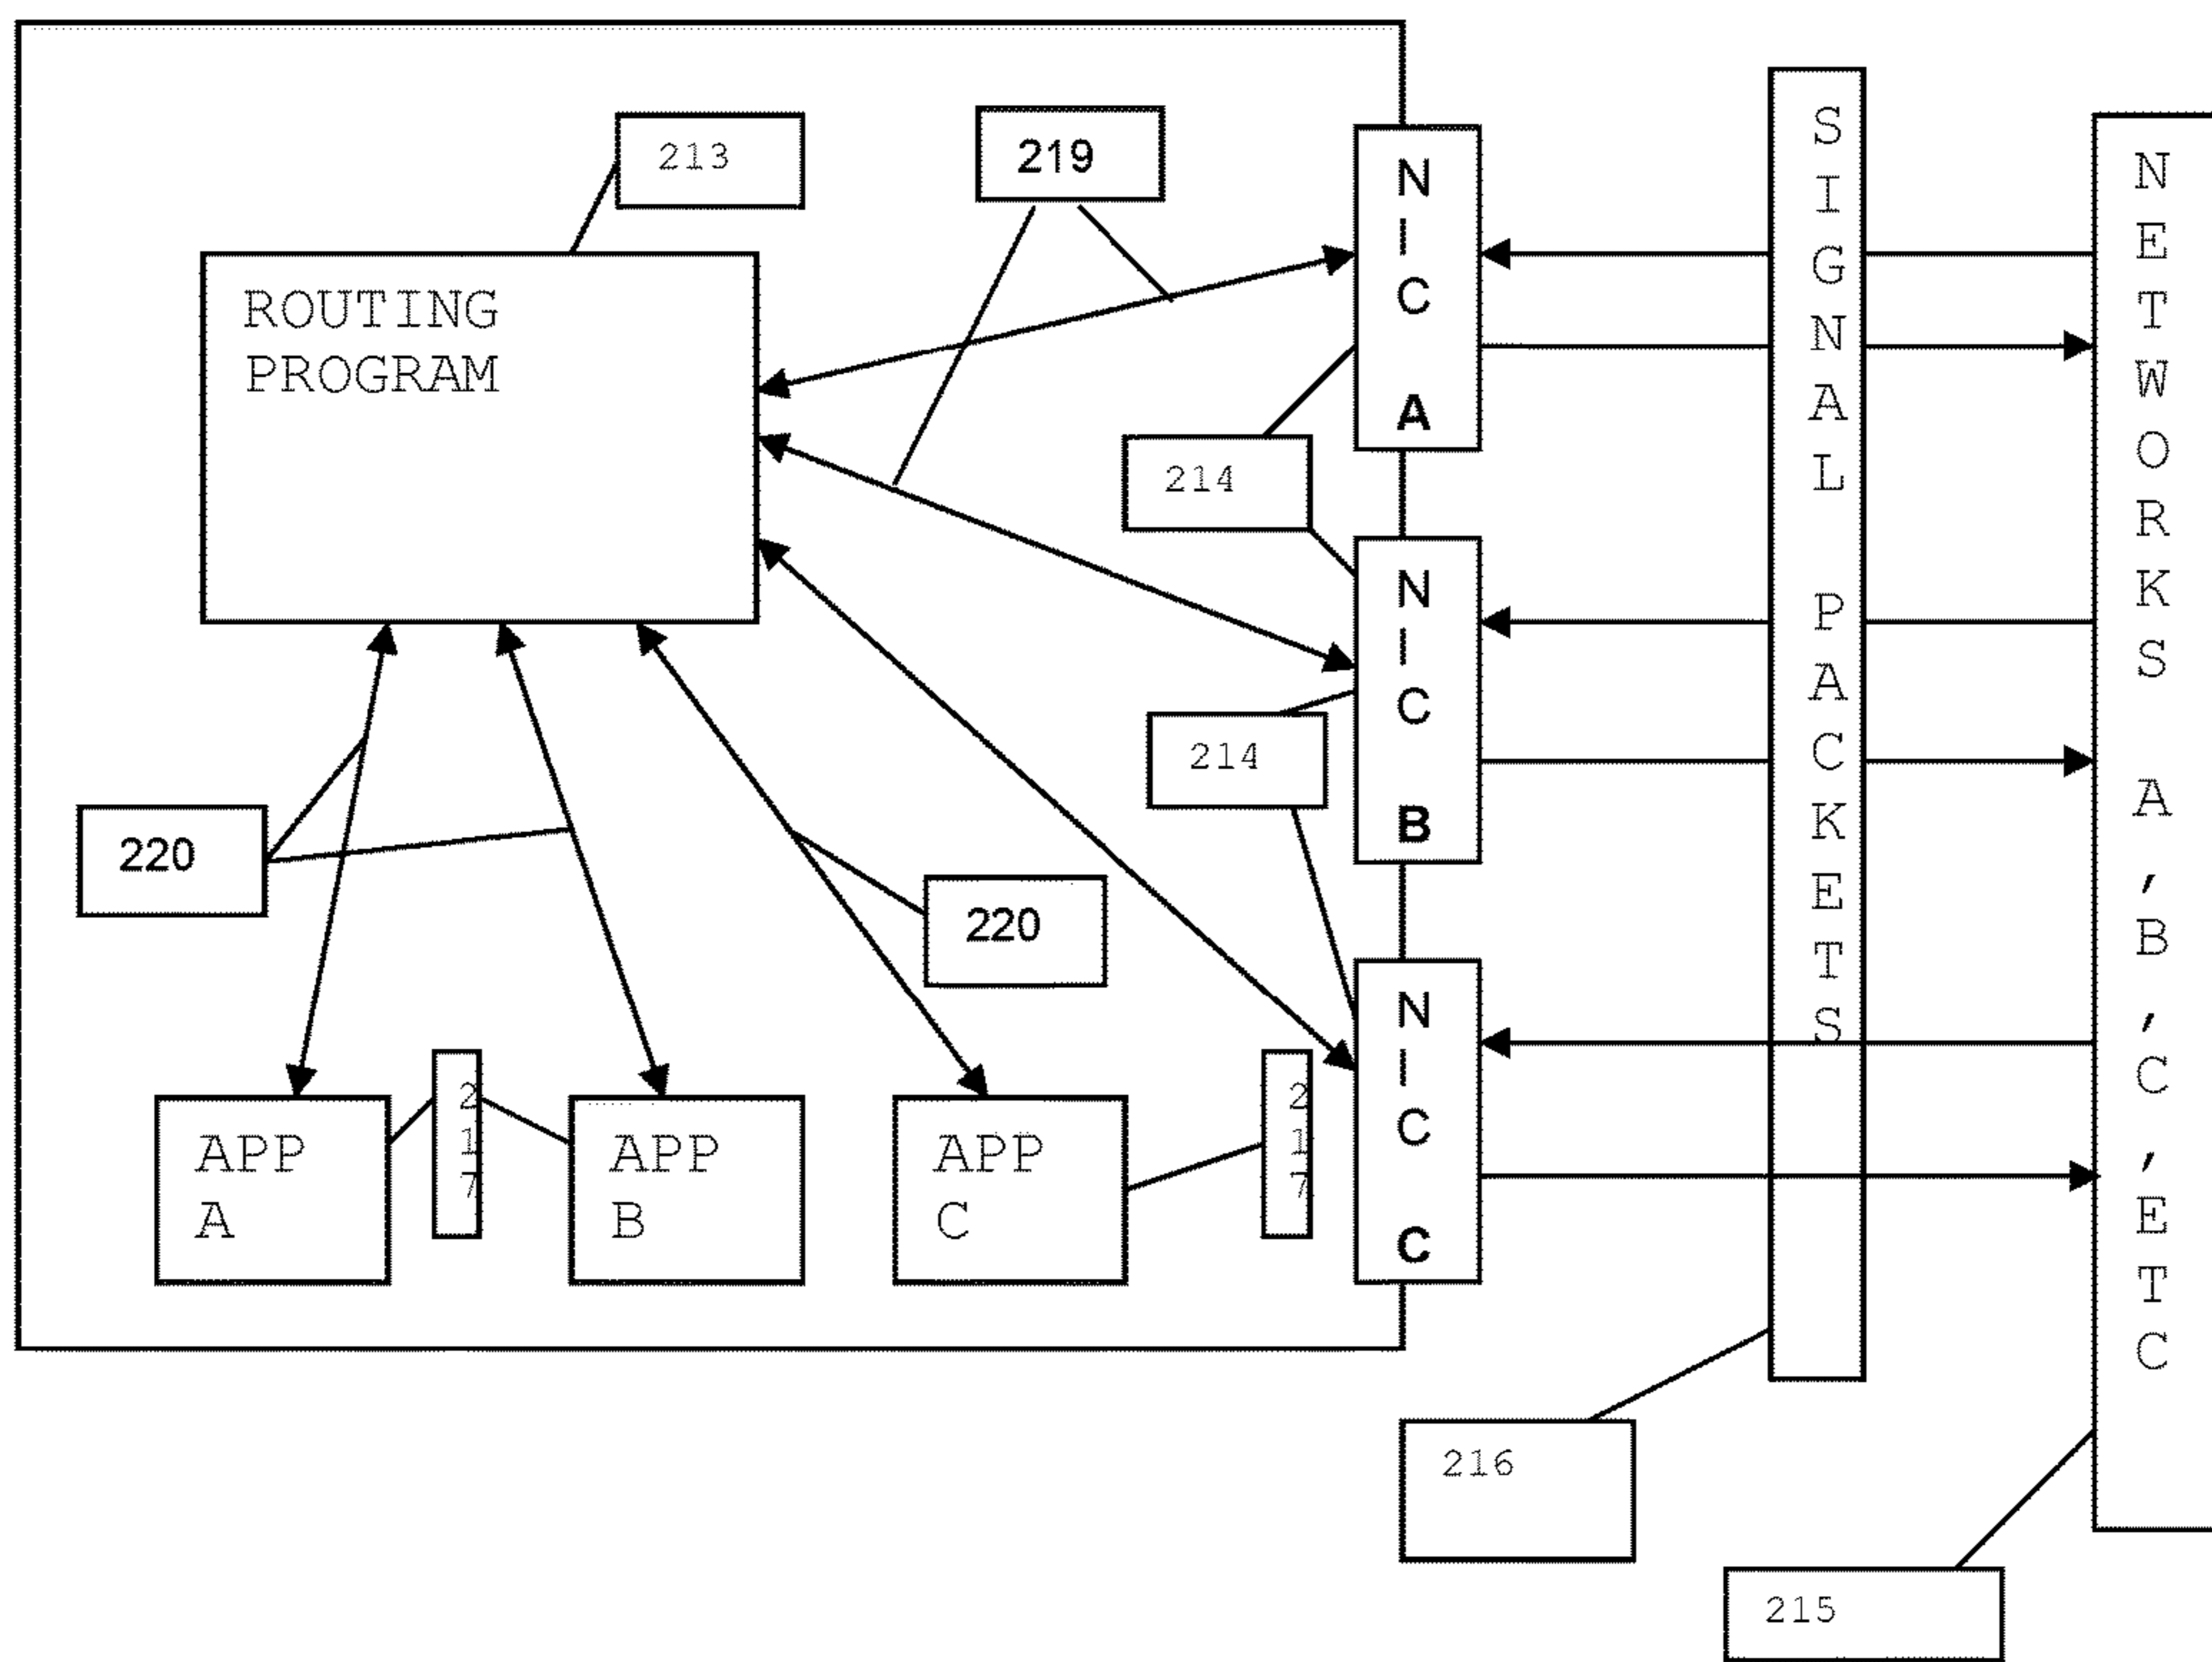 213
219
ROUTING
PROGRAM
NIC A
214
NIC B
214
NIC C
220
220
APP
A
217
APP
B
APP
C
217
SIGNAL PACKETS
NETWORKS A,B,C,ETC
216
215